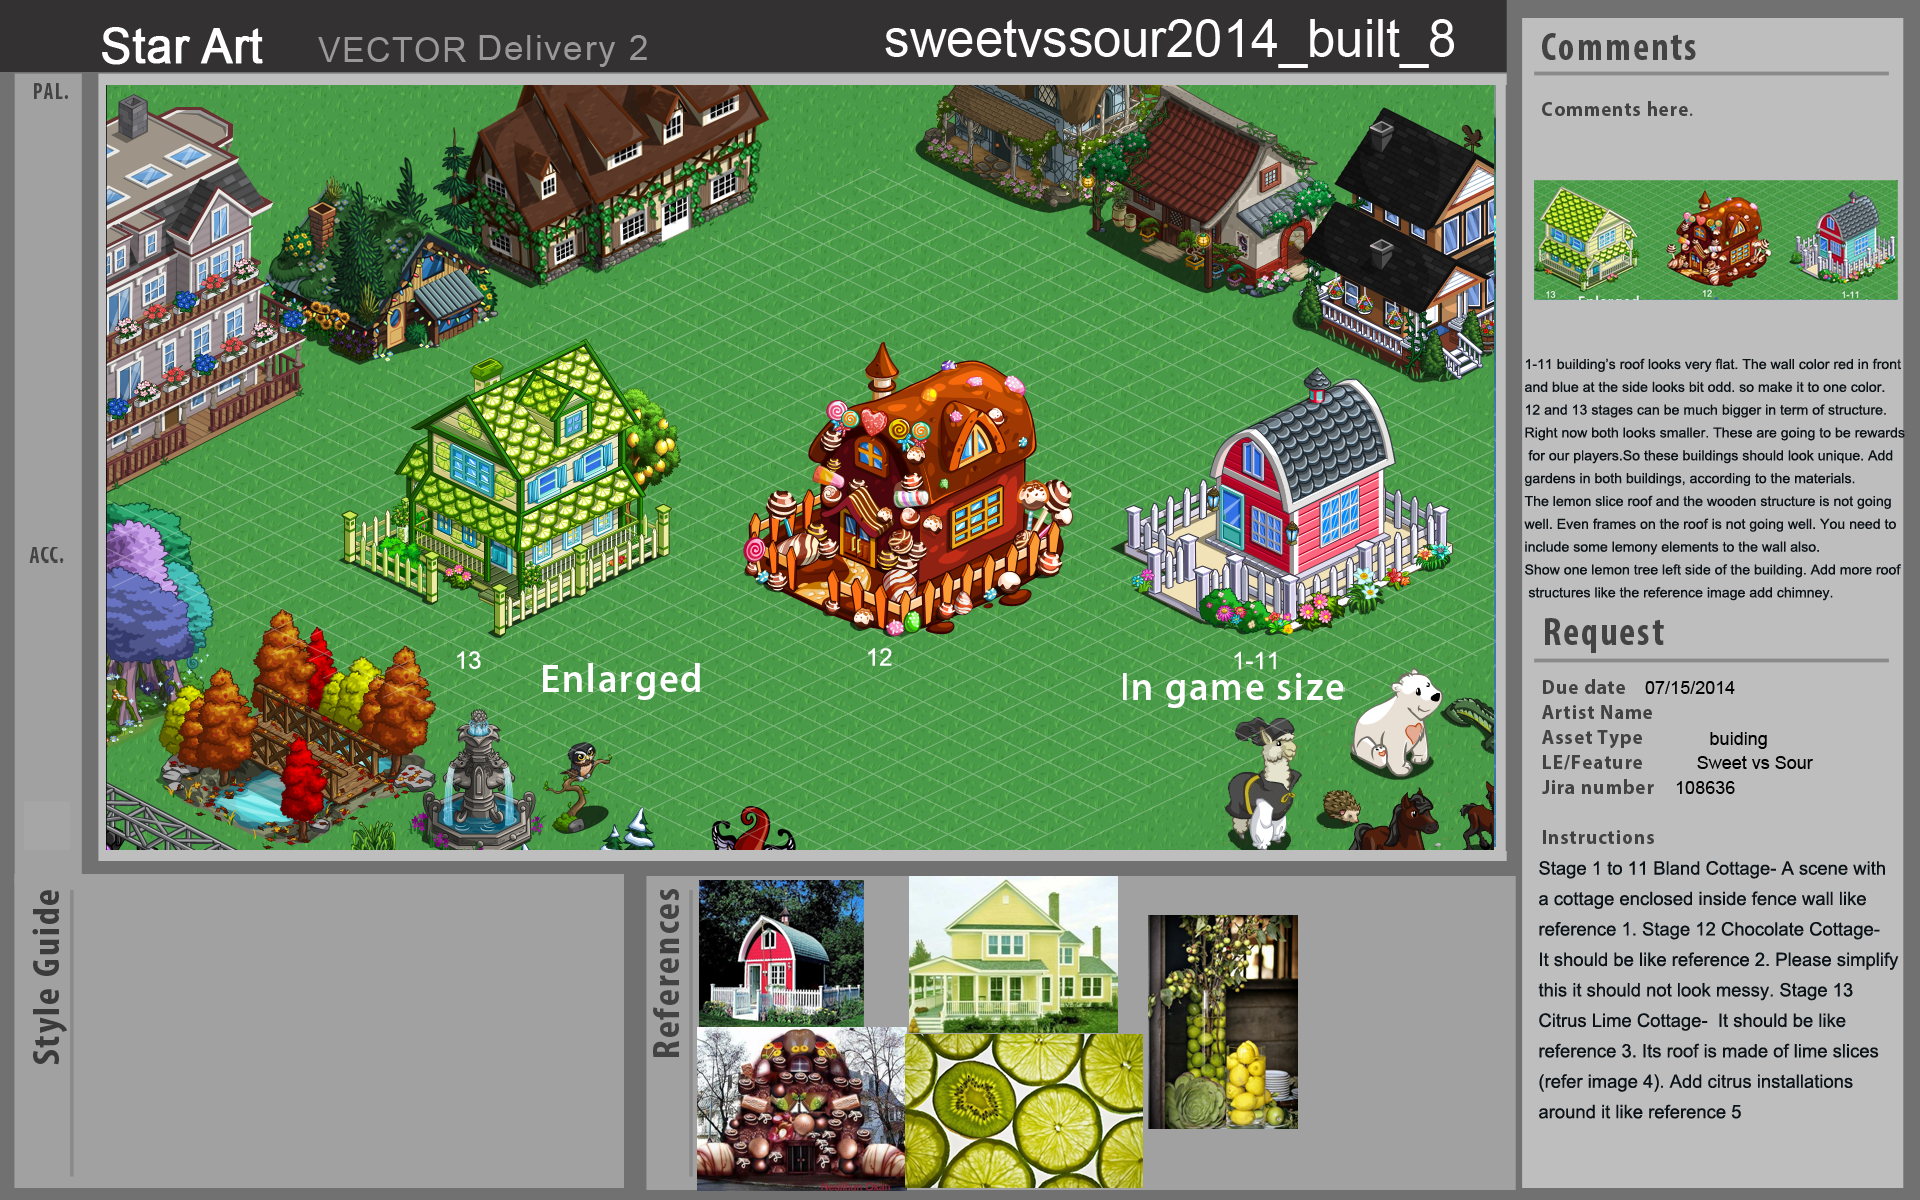 Star Art
VECTOR Delivery 2
sweetvssour2014_built_8
PAL.
ACC.
13
Enlarged
12
1-11
In game size
Style Guide
References
Comments
Comments here.
13
12
1-11
1-11 building's roof looks very flat. The wall color red in front
and blue at the side looks bit odd. so make it to one color.
12 and 13 stages can be much bigger in term of structure.
Right now both looks smaller. These are going to be rewards
for our players.So these buildings should look unique. Add
gardens in both buildings, according to the materials.
The lemon slice roof and the wooden structure is not going
well. Even frames on the roof is not going well. You need to
include some lemony elements to the wall also.
Show one lemon tree left side of the building. Add more roof
structures like the reference image add chimney.
Request
Due date 07/15/2014
Artist Name
Asset Type buiding
LE/Feature Sweet vs Sour
Jira number 108636
Instructions
Stage 1 to 11 Bland Cottage- A scene with
a cottage enclosed inside fence wall like
reference 1. Stage 12 Chocolate Cottage-
It should be like reference 2. Please simplify
this it should not look messy. Stage 13
Citrus Lime Cottage- It should be like
reference 3. Its roof is made of lime slices
(refer image 4). Add citrus installations
around it like reference 5